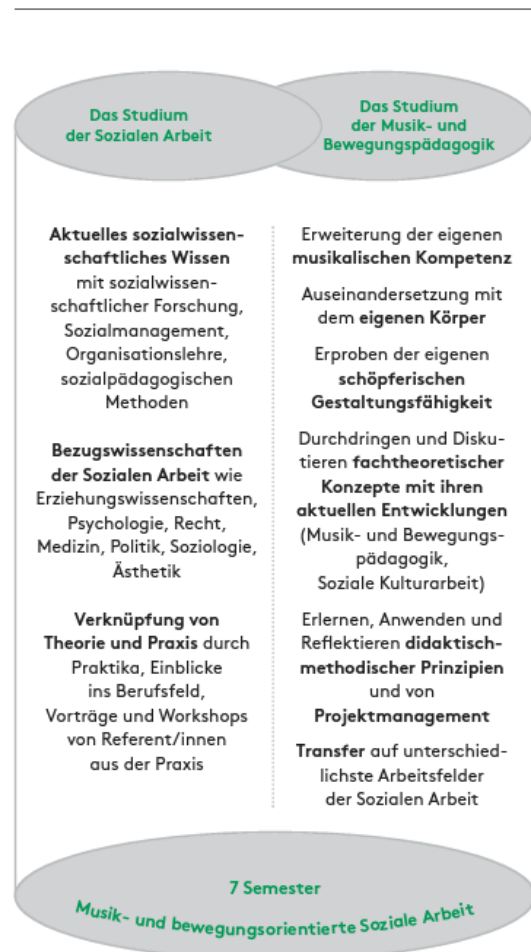 Das Studium
der Sozialen Arbeit
Das Studium
der Musik- und
Bewegungspädagogik
Aktuelles sozialwissen-
schaftliches Wissen
mit sozialwissen-
schaftlicher Forschung,
Sozialmanagement,
Organisationslehre,
sozialpädagogischen
Methoden
Bezugswissenschaften
der Sozialen Arbeit wie
Erziehungswissenschaften,
Psychologie, Recht,
Medizin, Politik, Soziologie,
Ästhetik
Verknüpfung von
Theorie und Praxis durch
Praktika, Einblicke
ins Berufsfeld,
Vorträge und Workshops
von Referent/innen
aus der Praxis
Erweiterung der eigenen
musikalischen Kompetenz
Auseinandersetzung mit
dem eigenen Körper
Erproben der eigenen
schöpferischen
Gestaltungsfähigkeit
Durchdringen und Disku-
tieren fachtheoretischer
Konzepte mit ihren
aktuellen Entwicklungen
(Musik- und Bewegungs-
pädagogik,
Soziale Kulturarbeit)
Erlernen, Anwenden und
Reflektieren didaktisch-
methodischer Prinzipien
und von
Projektmanagement
Transfer auf unterschied-
lichste Arbeitsfelder
der Sozialen Arbeit
7 Semester
Musik- und bewegungsorientierte Soziale Arbeit